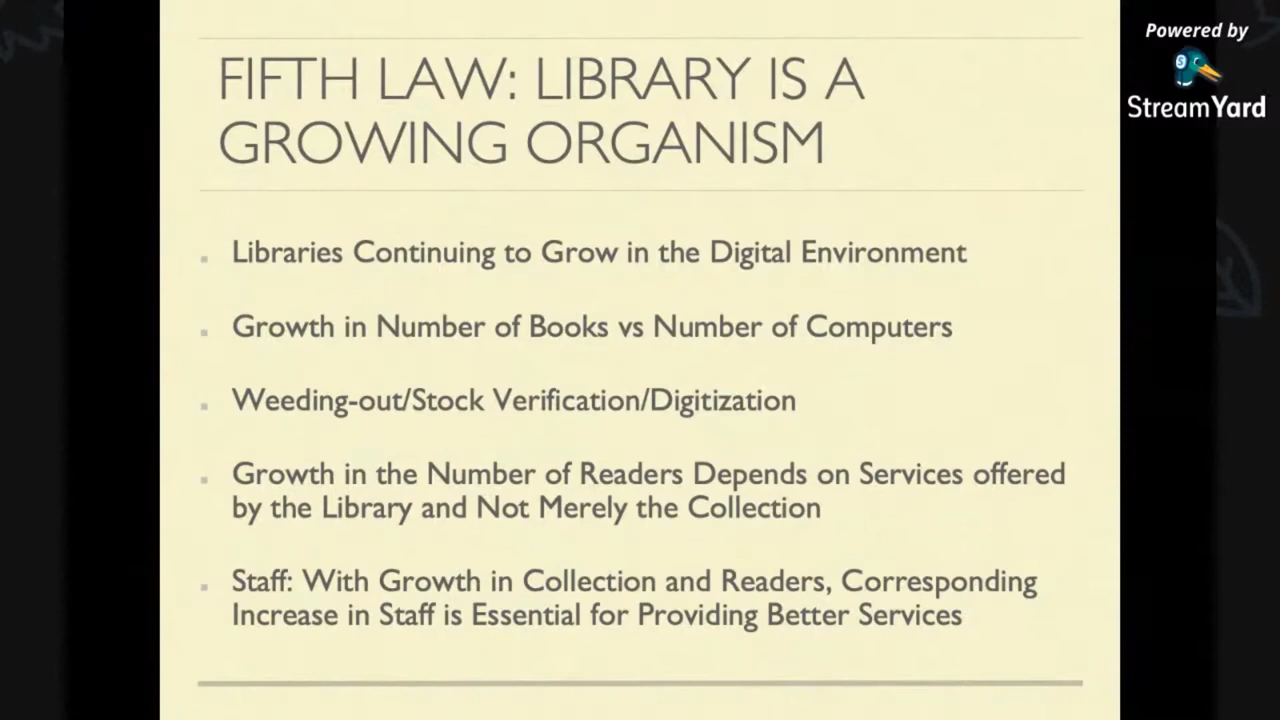 FIFTH LAW: LIBRARY IS A
GROWING ORGANISM
Libraries Continuing to Grow in the Digital Environment
Growth in Number of Books vs Number of Computers
Weeding-out/Stock Verification/Digitization
Growth in the Number of Readers Depends on Services offered
by the Library and Not Merely the Collection
Staff: With Growth in Collection and Readers, Corresponding
Increase in Staff is Essential for Providing Better Services
Powered by
StreamYard